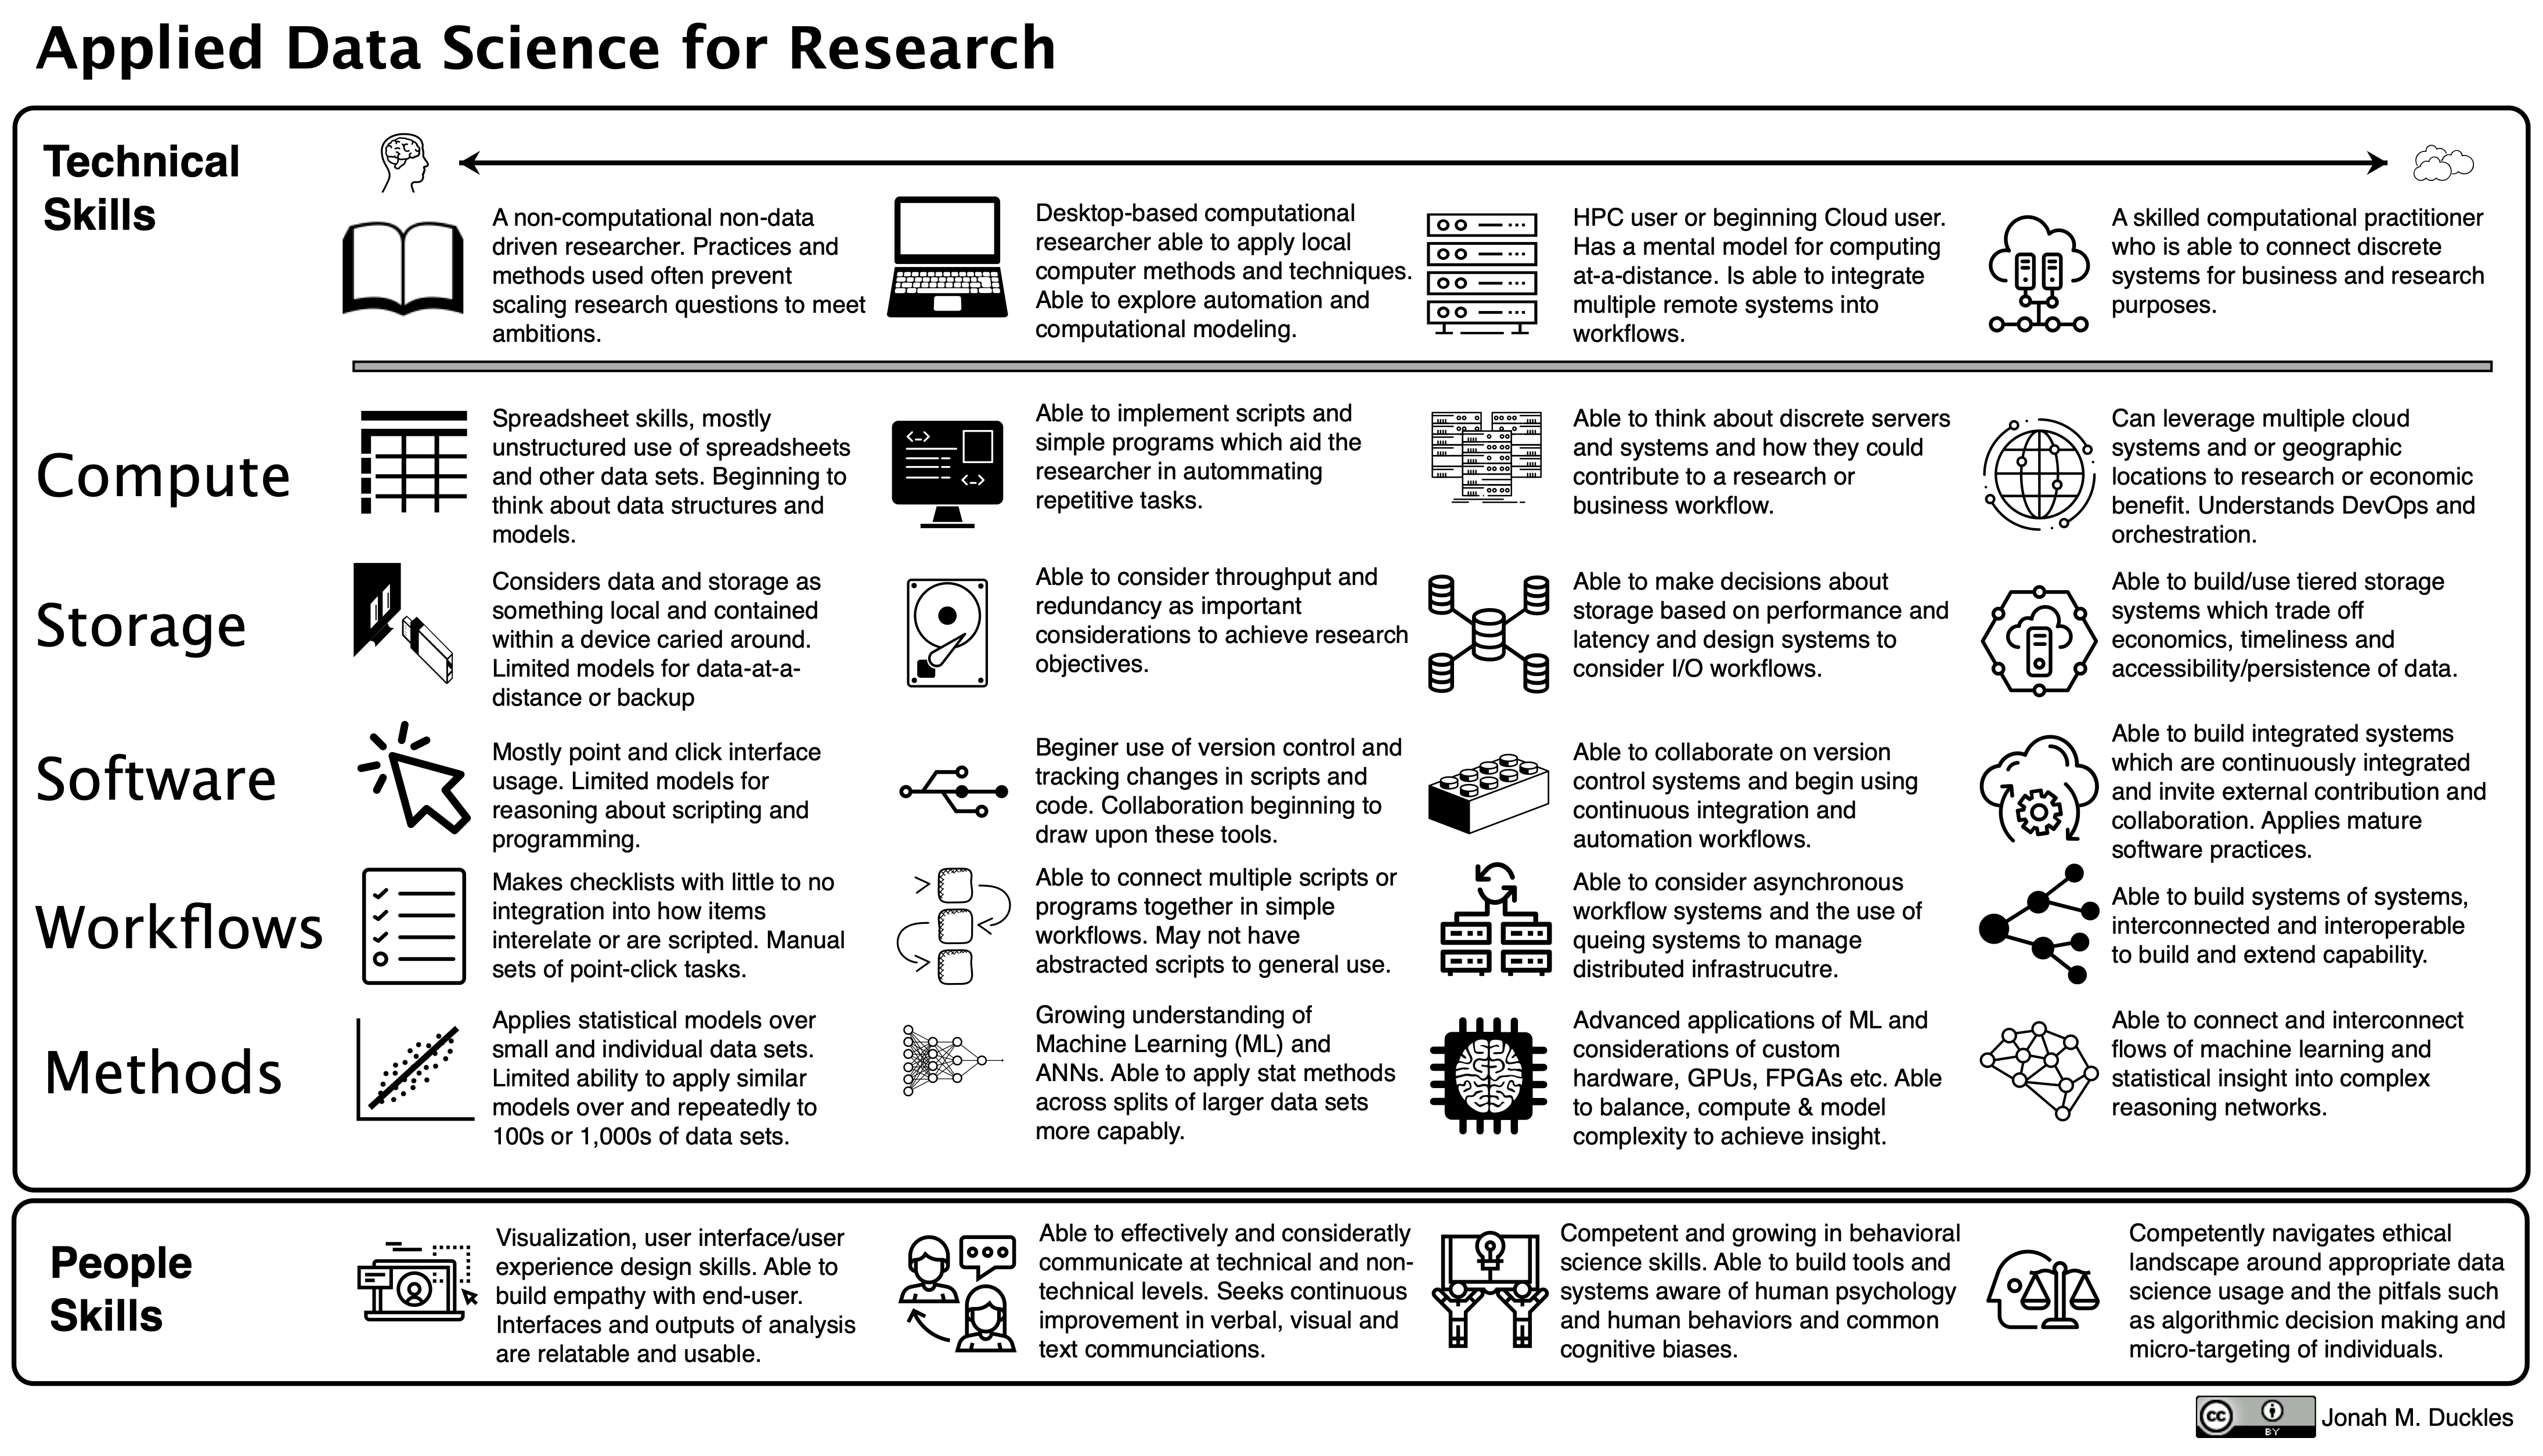 Applied Data Science for Research
Technical
Skills
A non-computational non-data
driven researcher. Practices and
methods used often prevent
scaling research questions to meet
ambitions.
Desktop-based computational
researcher able to apply local
computer methods and techniques.
Able to explore automation and
computational modeling.
HPC user or beginning Cloud user.
Has a mental model for computing
at-a-distance. Is able to integrate
multiple remote systems into
workflows.
A skilled computational practitioner
who is able to connect discrete
systems for business and research
purposes.
Compute
Spreadsheet skills, mostly
unstructured use of spreadsheets
and other data sets. Beginning to
think about data structures and
models.
Able to implement scripts and
simple programs which aid the
researcher in autommating
repetitive tasks.
Able to think about discrete servers
and systems and how they could
contribute to a research or
business workflow.
Can leverage multiple cloud
systems and or geographic
locations to research or economic
benefit. Understands DevOps and
orchestration.
Storage
Considers data and storage as
something local and contained
within a device caried around.
Limited models for data-at-a-
distance or backup
Able to consider throughput and
redundancy as important
considerations to achieve research
objectives.
Able to make decisions about
storage based on performance and
latency and design systems to
consider I/O workflows.
Able to build/use tiered storage
systems which trade off
economics, timeliness and
accessibility/persistence of data.
Software
Mostly point and click interface
usage. Limited models for
reasoning about scripting and
programming.
Beginer use of version control and
tracking changes in scripts and
code. Collaboration beginning to
draw upon these tools.
Able to collaborate on version
control systems and begin using
continuous integration and
automation workflows.
Able to build integrated systems
which are continuously integrated
and invite external contribution and
collaboration. Applies mature
software practices.
Workflows
Makes checklists with little to no
integration into how items
interelate or are scripted. Manual
sets of point-click tasks.
Able to connect multiple scripts or
programs together in simple
workflows. May not have
abstracted scripts to general use.
Able to consider asynchronous
workflow systems and the use of
queing systems to manage
distributed infrastrucutre.
Able to build systems of systems,
interconnected and interoperable
to build and extend capability.
Methods
Applies statistical models over
small and individual data sets.
Limited ability to apply similar
models over and repeatedly to
100s or 1,000s of data sets.
Growing understanding of
Machine Learning (ML) and
ANNs. Able to apply stat methods
across splits of larger data sets
more capably.
Advanced applications of ML and
considerations of custom
hardware, GPUs, FPGAs etc. Able
to balance, compute & model
complexity to achieve insight.
Able to connect and interconnect
flows of machine learning and
statistical insight into complex
reasoning networks.
People
Skills
Visualization, user interface/user
experience design skills. Able to
build empathy with end-user.
Interfaces and outputs of analysis
are relatable and usable.
Able to effectively and consideratly
communicate at technical and non-
technical levels. Seeks continuous
improvement in verbal, visual and
text communciations.
Competent and growing in behavioral
science skills. Able to build tools and
systems aware of human psychology
and human behaviors and common
cognitive biases.
Competently navigates ethical
landscape around appropriate data
science usage and the pitfals such
as algorithmic decision making and
micro-targeting of individuals.
cc
BY
Jonah M. Duckles